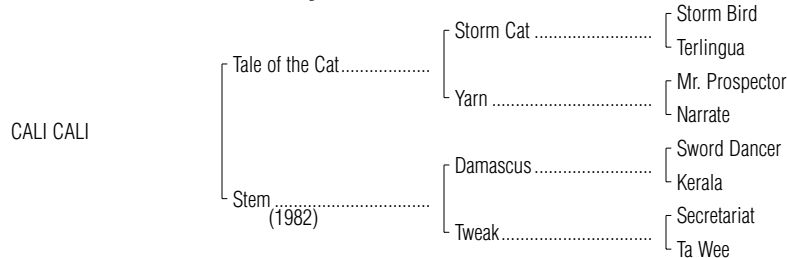 Storm Bird
Storm Cat ..............................
Terlingua
Tale of the Cat...................
Mr. Prospector
Yarn .........................................
Narrate
CALI CALI
Sword Dancer
Damascus ..............................
Kerala
Stem .................................
(1982)
Secretariat
Tweak.......................................
Ta Wee